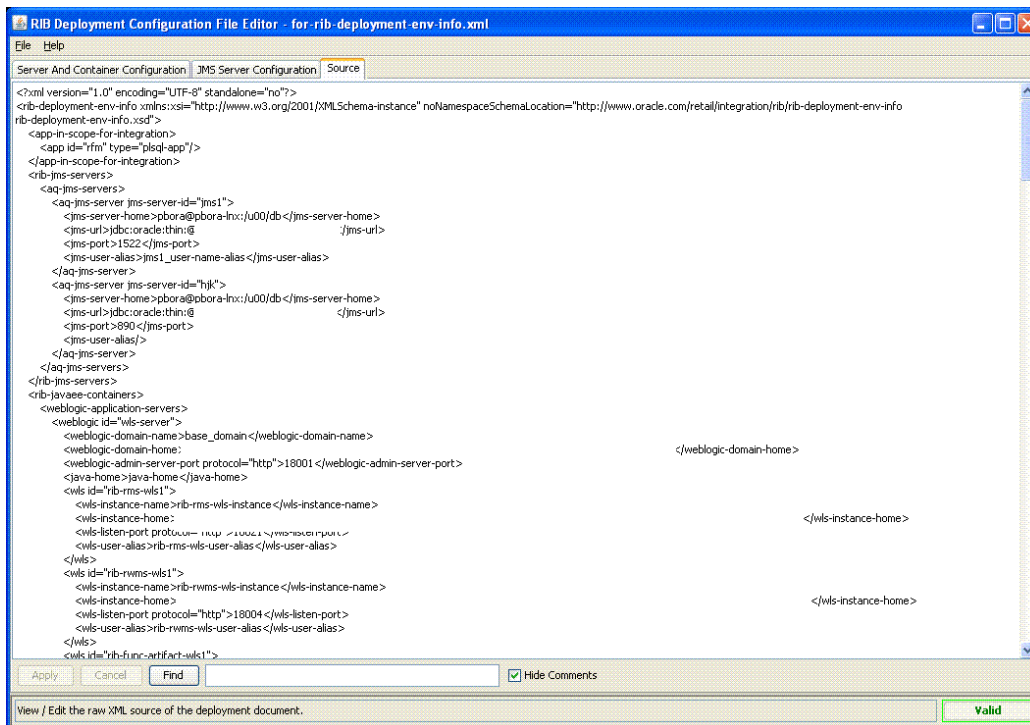 RIB Deployment Configuration File Editor - for-rib-deployment-env-info.xml
File Help
Server And Container Configuration JMS Server Configuration Source
<?xml version="1.0" encoding="UTF-8" standalone="no"?>
<rib-deployment-env-info xmlns:xsi="http://www.w3.org/2001/XMLSchema-instance" noNamespaceSchemaLocation="http://www.oracle.com/retail/integration/rib/rib-deployment-env-info
rib-deployment-env-info.xsd">
<app-in-scope-for-integration>
<app id="rfm" type="plsql-app"/>
</app-in-scope-for-integration>
<rib-jms-servers>
<aq-jms-servers>
<aq-jms-server jms-server-id="jms1">
<jms-server-home>pbora@pbora-lnx:/u00/db</jms-server-home>
<jms-url>jdbc:oracle:thin:@ /jms-url>
<jms-port>1522</jms-port>
<jms-user-alias>jms1_user-name-alias</jms-user-alias>
</aq-jms-server>
<aq-jms-server jms-server-id="hjk">
<jms-server-home>pbora@pbora-lnx:/u00/db</jms-server-home>
<jms-url>jdbc:oracle:thin:@ </jms-url>
<jms-port>890</jms-port>
<jms-user-alias/>
</aq-jms-server>
</aq-jms-servers>
</rib-jms-servers>
<rib-javaee-containers>
<weblogic-application-servers>
<weblogic id="wls-server">
<weblogic-domain-name>base_domain</weblogic-domain-name>
<weblogic-domain-home </weblogic-domain-home>
<weblogic-admin-server-port protocol="http">18001</weblogic-admin-server-port>
<java-home>java-home</java-home>
<wls id="rib-rms-wls1">
<wls-instance-name>rib-rms-wls-instance</wls-instance-name>
<wls-instance-home </wls-instance-home>
<wls-listen-port </wls-listen-port>
<wls-user-alias>rib-rms-wls-user-alias</wls-user-alias>
</wls>
<wls id="rib-rwms-wls1">
<wls-instance-name>rib-rwms-wls-instance</wls-instance-name>
<wls-instance-home> </wls-instance-home>
<wls-listen-port protocol="http">18004</wls-listen-port>
<wls-user-alias>rib-rwms-wls-user-alias</wls-user-alias>
</wls>
<wls id="rib-func-artifact-wls1">
Apply Cancel Find Hide Comments
View / Edit the raw XML source of the deployment document. Valid